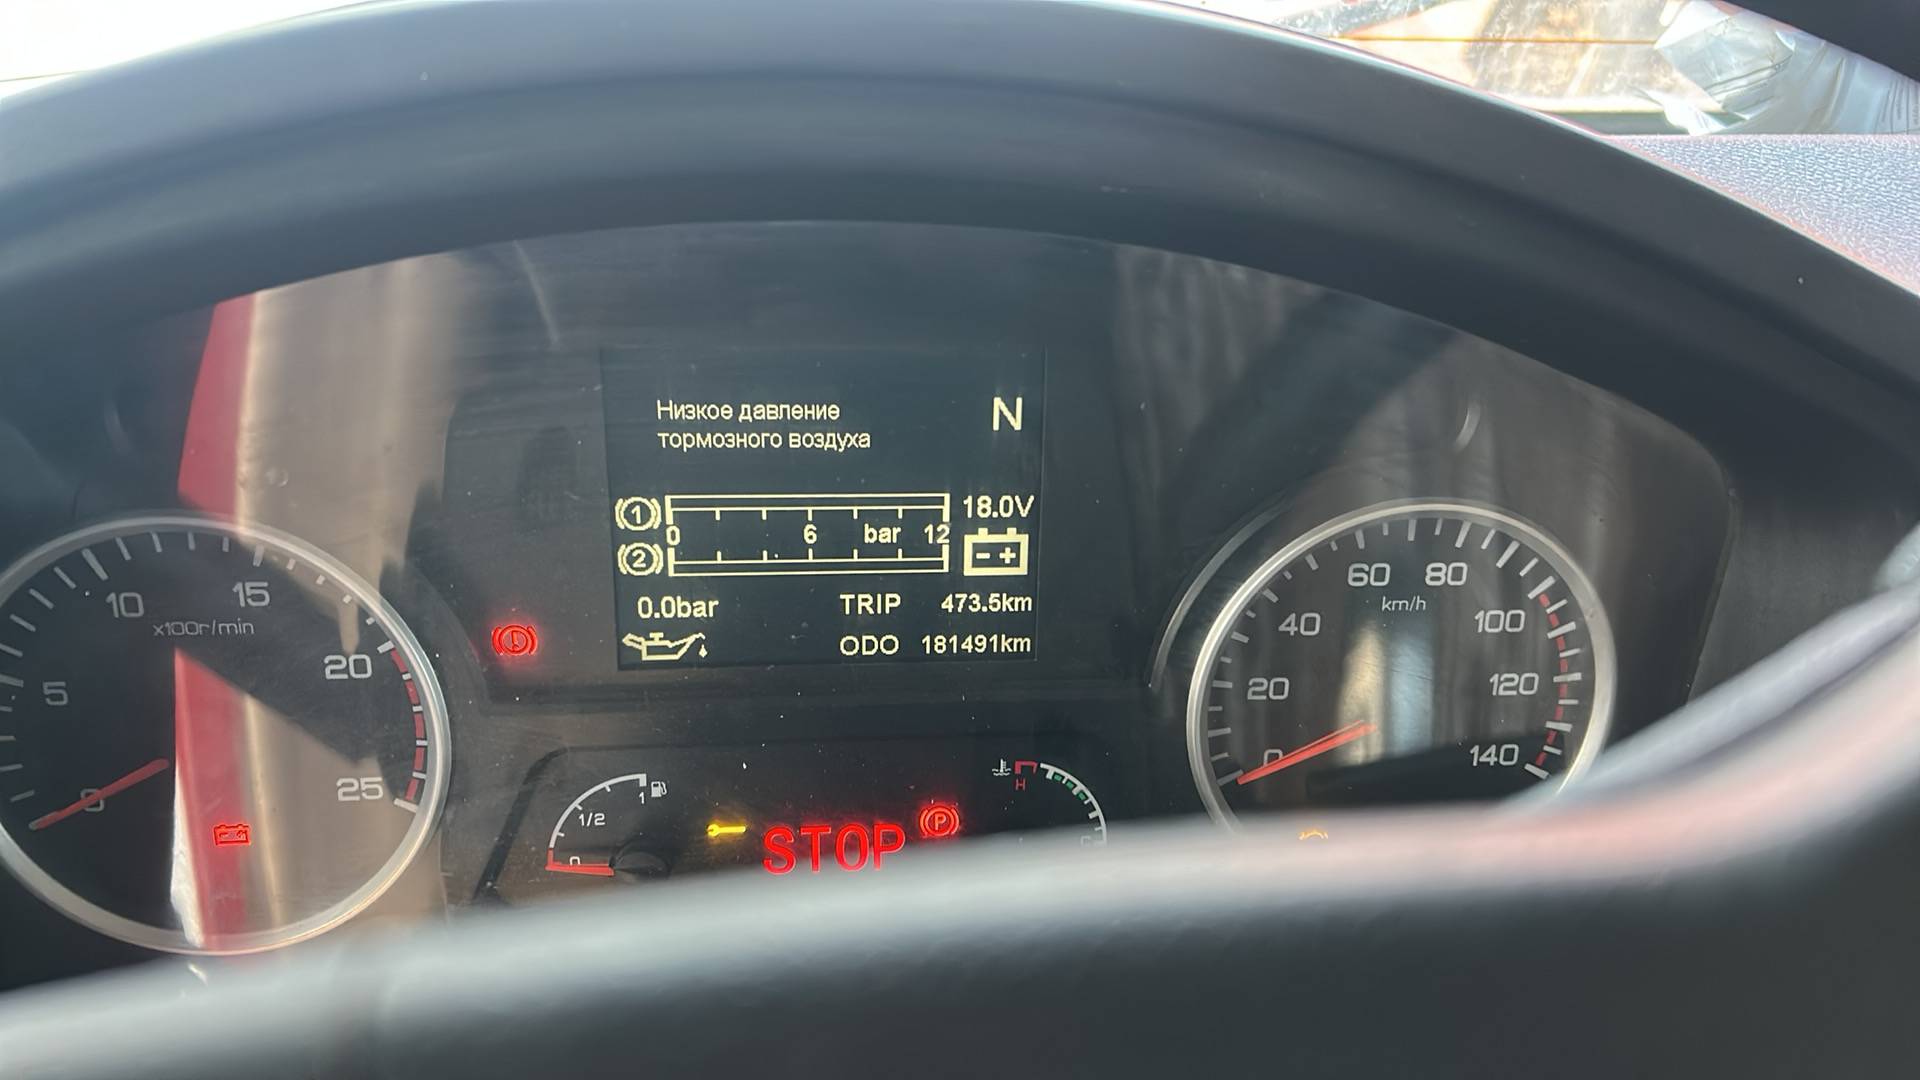 Низкое давление
тормозного воздуха
N
1
18.0V
0 6 bar 12
2
- +
0.0bar
TRIP 473.5km
ODO 181491km
0 5 10 15 20 25
x100r/min
0 1/2 1
STOP
P
H
0 20 40 60 80 100 120 140
km/h